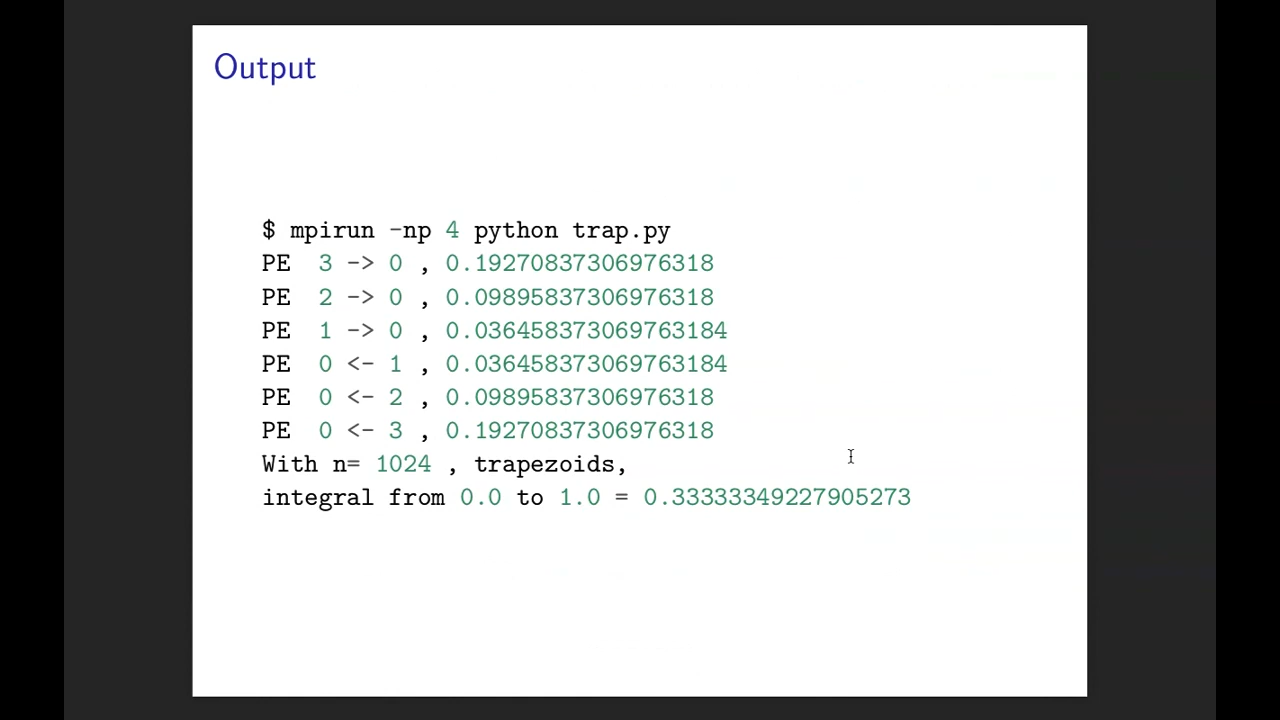 Output
$ mpirun -np 4 python trap.py
PE  3 -> 0 , 0.19270837306976318
PE  2 -> 0 , 0.09895837306976318
PE  1 -> 0 , 0.036458373069763184
PE  0 <- 1 , 0.036458373069763184
PE  0 <- 2 , 0.09895837306976318
PE  0 <- 3 , 0.19270837306976318
With n= 1024 , trapezoids,
integral from 0.0 to 1.0 = 0.33333349227905273